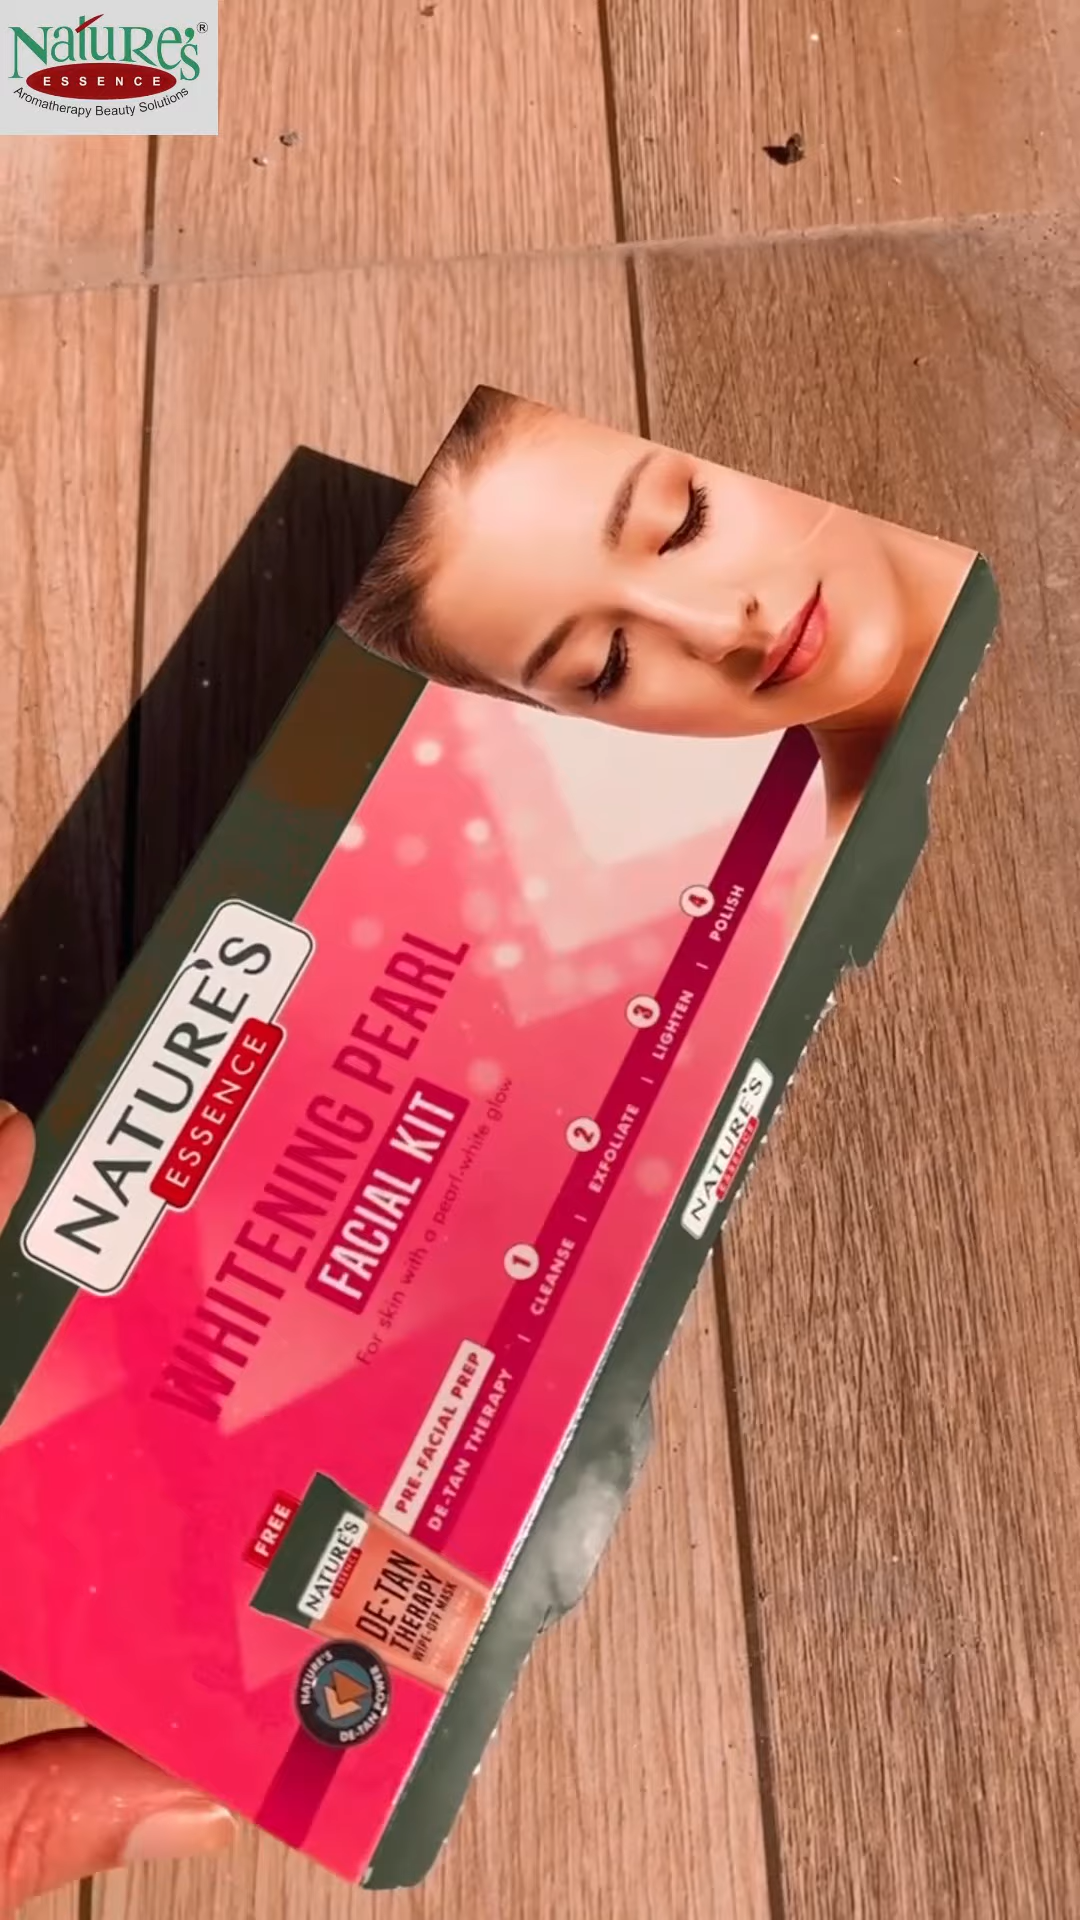 Nature's®
ESSENCE
Aromatherapy Beauty Solutions
NATURE'S
ESSENCE
WHITENING PEARL
FACIAL KIT
For skin with a pearl-white glow
PRE-FACIAL PREP
DE-TAN THERAPY | CLEANSE | EXFOLIATE | LIGHTEN | POLISH
1 2 3 4
FREE
NATURE'S
ESSENCE
DE-TAN
THERAPY
WIPE-OFF MASK
NATURE'S
DE-TAN POWER
NATURE'S
ESSENCE